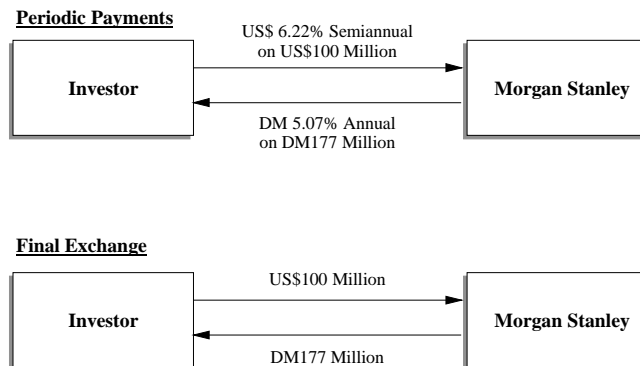 Periodic Payments
US$ 6.22% Semiannual
on US$100 Million
Investor
Morgan Stanley
DM 5.07% Annual
on DM177 Million
Final Exchange
US$100 Million
Investor
Morgan Stanley
DM177 Million